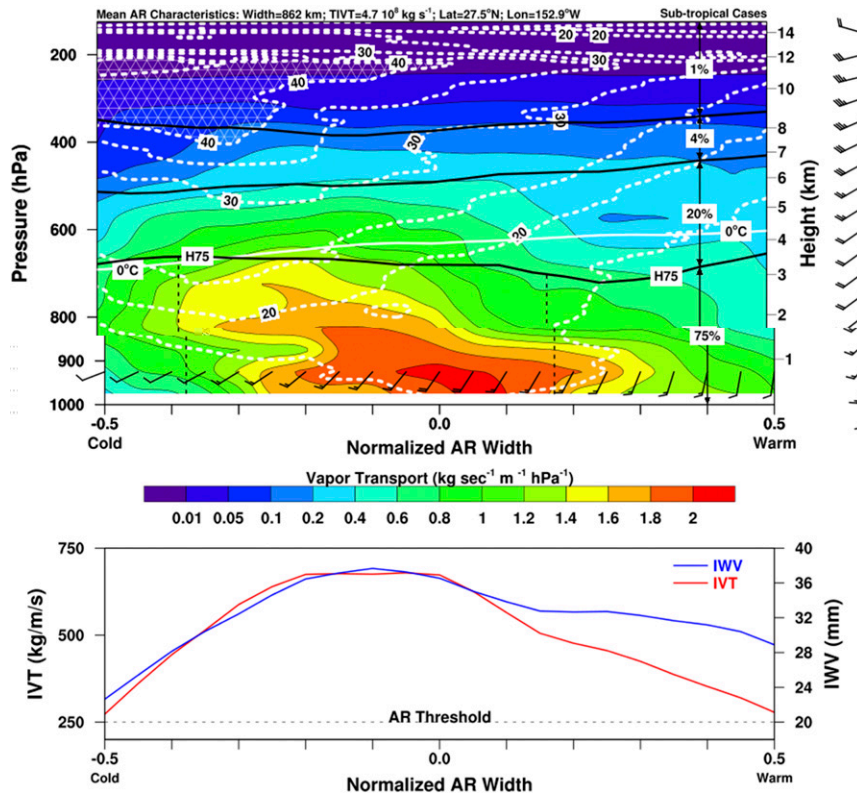 Mean AR Characteristics: Width=862 km; TIVT=4.7 10⁸ kg s⁻¹; Lat=27.5°N; Lon=152.9°W
Sub-tropical Cases
Pressure (hPa)
200
400
600
800
900
1000
Height (km)
14
12
10
8
7
6
5
4
3
2
1
20 20
20
30
30
40
40
40
30
30
30
20
20
1%
4%
20%
75%
0°C
0°C
H75
H75
-0.5
0.0
0.5
Cold
Normalized AR Width
Warm
Vapor Transport (kg sec⁻¹ m⁻¹ hPa⁻¹)
0.01 0.05 0.1 0.2 0.4 0.6 0.8 1 1.2 1.4 1.6 1.8 2
IVT (kg/m/s)
750
500
250
IWV (mm)
40
36
32
28
24
20
IWV
IVT
AR Threshold
-0.5
0.0
0.5
Cold
Normalized AR Width
Warm